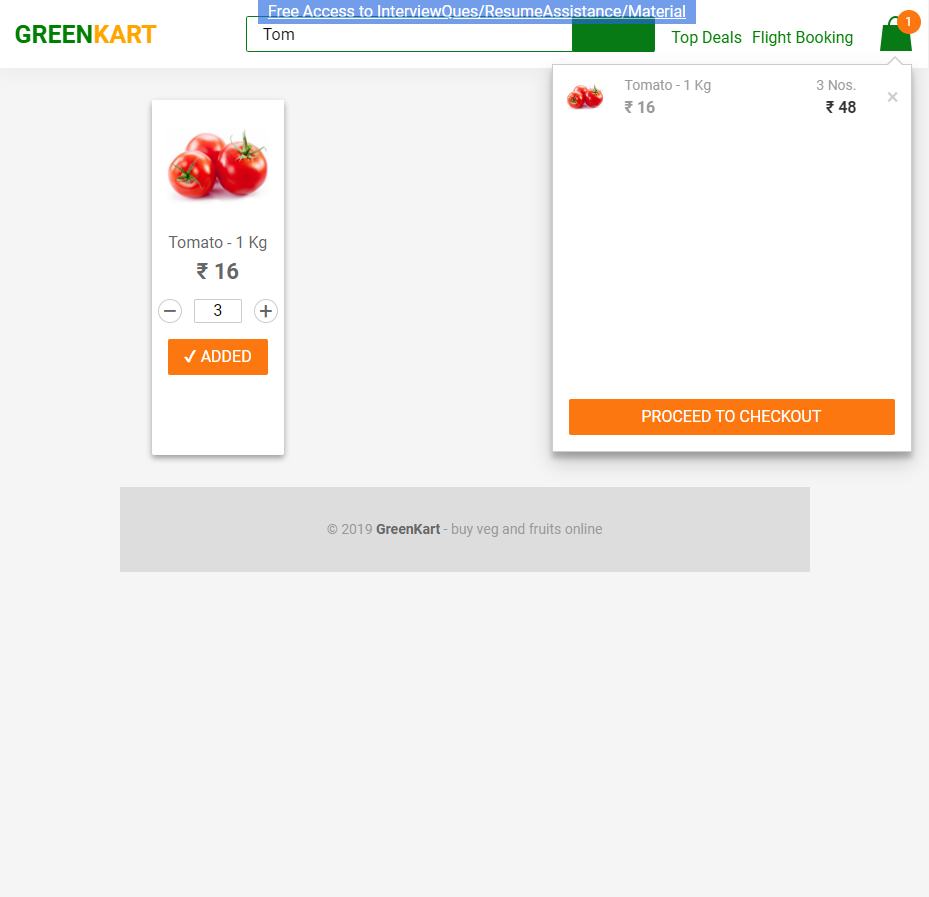 Free Access to InterviewQues/ResumeAssistance/Material
GREENKART
Tom
Top Deals
Flight Booking
1
Tomato - 1 Kg
3 Nos.
₹ 16
₹ 48
×
PROCEED TO CHECKOUT
Tomato - 1 Kg
₹ 16
− 3 +
✓ ADDED
© 2019 GreenKart - buy veg and fruits online